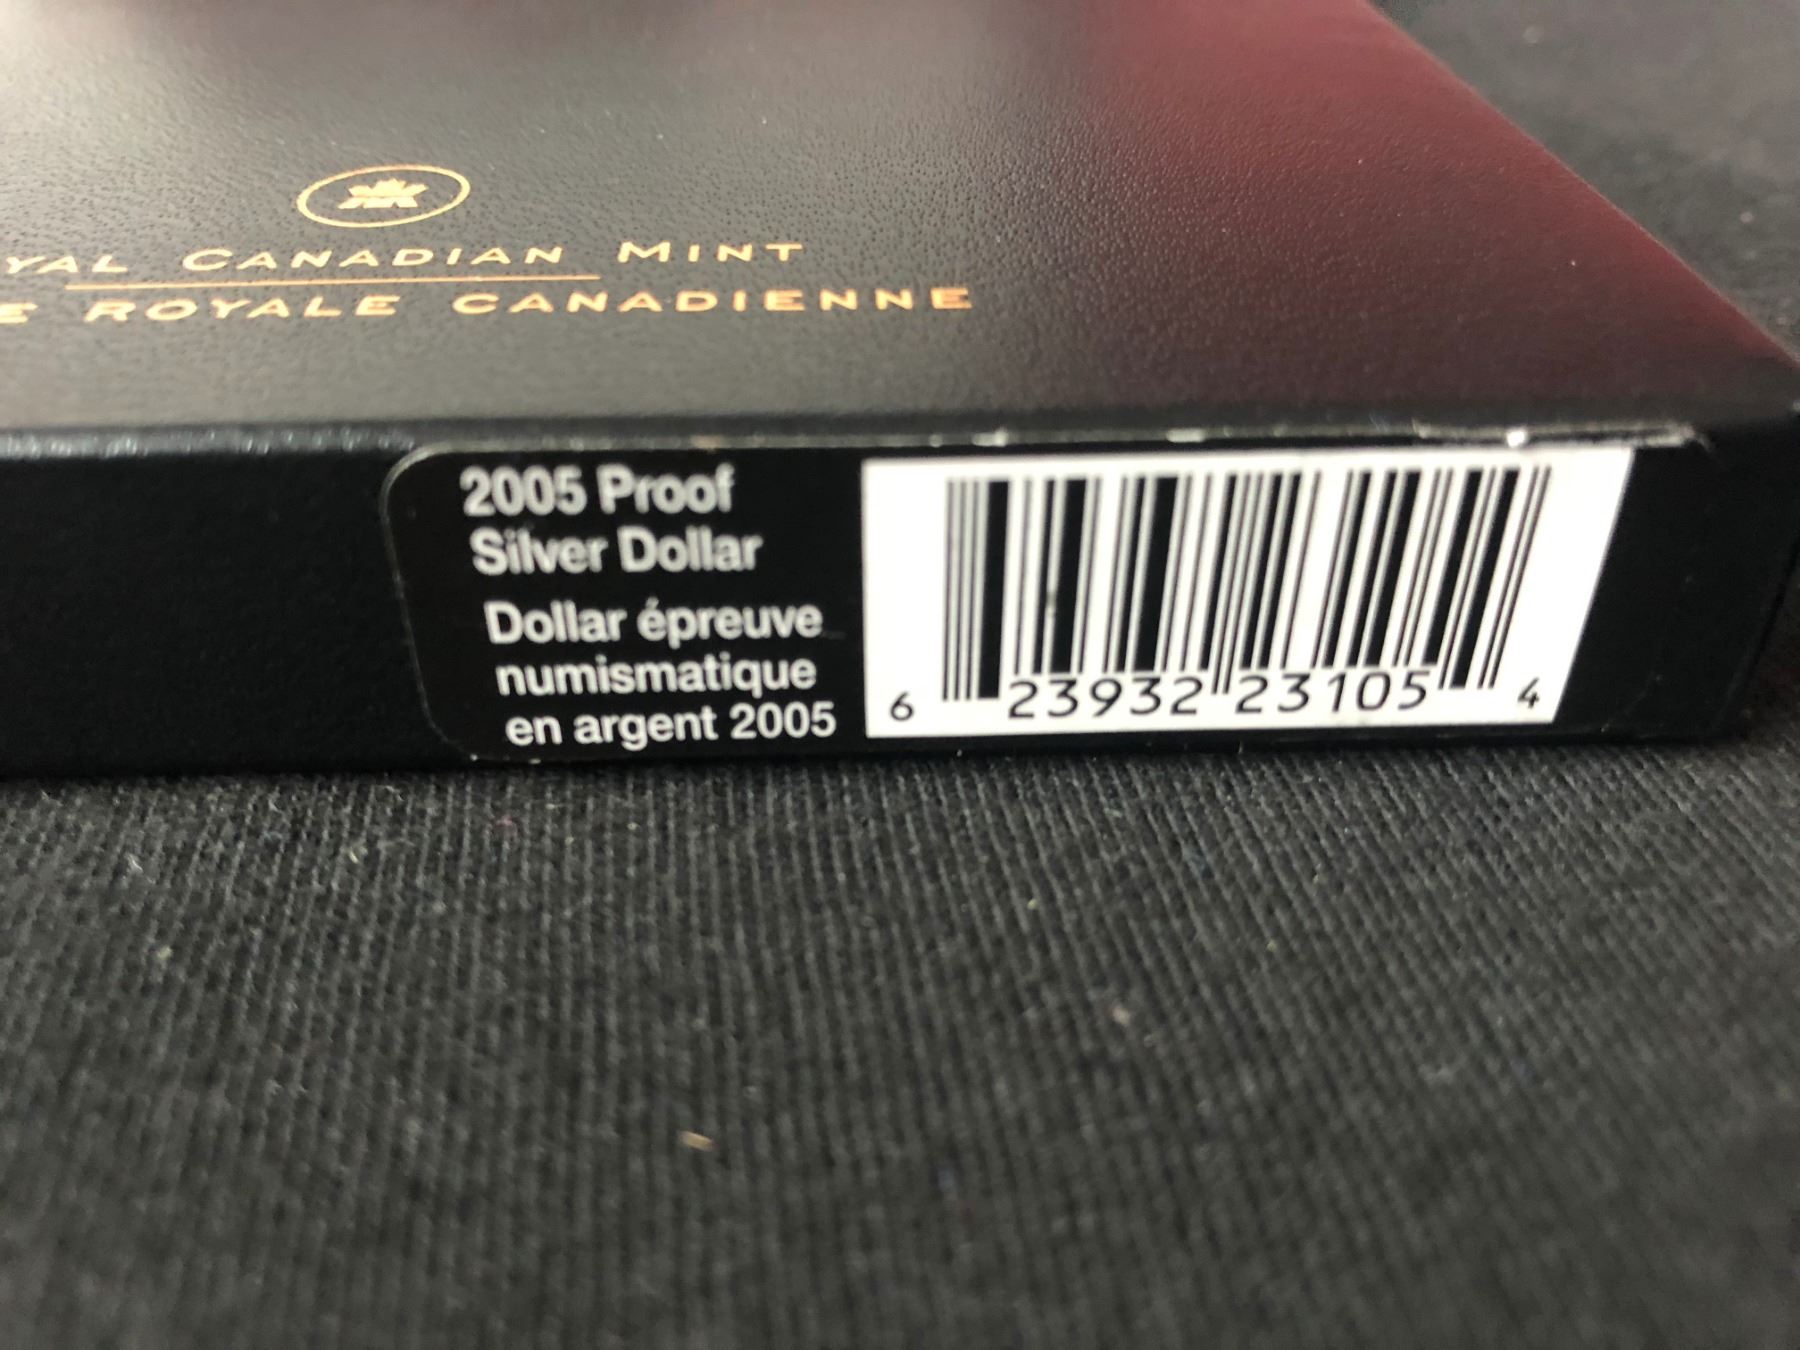 YAL CANADIAN MINT
E ROYALE CANADIENNE
2005 Proof
Silver Dollar
Dollar épreuve
numismatique
en argent 2005
6 23932 23105 4